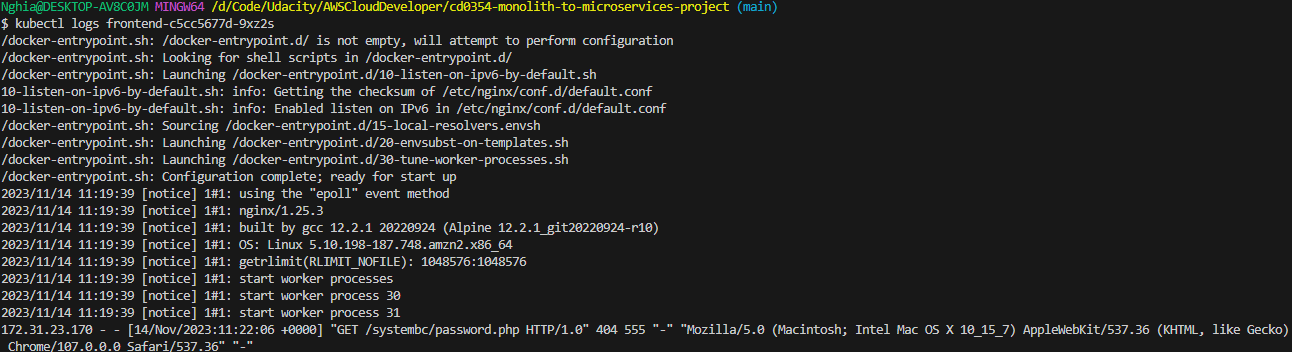 Nghia@DESKTOP-AV8C0JM MINGW64 /d/Code/Udacity/AWSCloudDeveloper/cd0354-monolith-to-microservices-project (main)
$ kubectl logs frontend-c5cc5677d-9xz2s
/docker-entrypoint.sh: /docker-entrypoint.d/ is not empty, will attempt to perform configuration
/docker-entrypoint.sh: Looking for shell scripts in /docker-entrypoint.d/
/docker-entrypoint.sh: Launching /docker-entrypoint.d/10-listen-on-ipv6-by-default.sh
10-listen-on-ipv6-by-default.sh: info: Getting the checksum of /etc/nginx/conf.d/default.conf
10-listen-on-ipv6-by-default.sh: info: Enabled listen on IPv6 in /etc/nginx/conf.d/default.conf
/docker-entrypoint.sh: Sourcing /docker-entrypoint.d/15-local-resolvers.envsh
/docker-entrypoint.sh: Launching /docker-entrypoint.d/20-envsubst-on-templates.sh
/docker-entrypoint.sh: Launching /docker-entrypoint.d/30-tune-worker-processes.sh
/docker-entrypoint.sh: Configuration complete; ready for start up
2023/11/14 11:19:39 [notice] 1#1: using the "epoll" event method
2023/11/14 11:19:39 [notice] 1#1: nginx/1.25.3
2023/11/14 11:19:39 [notice] 1#1: built by gcc 12.2.1 20220924 (Alpine 12.2.1_git20220924-r10)
2023/11/14 11:19:39 [notice] 1#1: OS: Linux 5.10.198-187.748.amzn2.x86_64
2023/11/14 11:19:39 [notice] 1#1: getrlimit(RLIMIT_NOFILE): 1048576:1048576
2023/11/14 11:19:39 [notice] 1#1: start worker processes
2023/11/14 11:19:39 [notice] 1#1: start worker process 30
2023/11/14 11:19:39 [notice] 1#1: start worker process 31
172.31.23.170 - - [14/Nov/2023:11:22:06 +0000] "GET /systembc/password.php HTTP/1.0" 404 555 "-" "Mozilla/5.0 (Macintosh; Intel Mac OS X 10_15_7) AppleWebKit/537.36 (KHTML, like Gecko)
Chrome/107.0.0.0 Safari/537.36" "-"